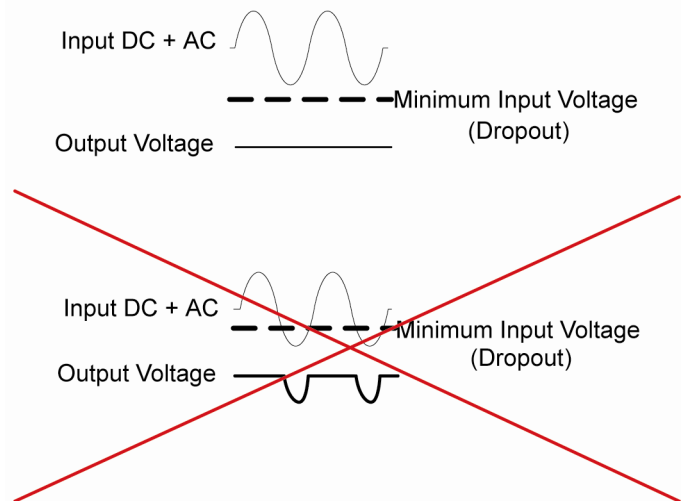 Input DC + AC
Minimum Input Voltage
(Dropout)
Output Voltage
Input DC + AC
Minimum Input Voltage
(Dropout)
Output Voltage